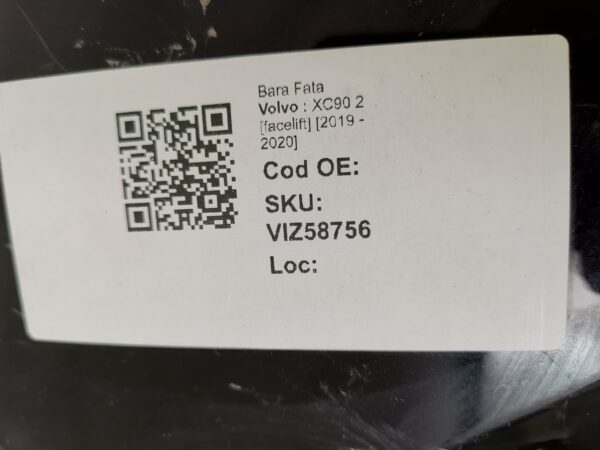 Bara Fata
Volvo : XC90 2
[facelift] [2019 -
2020]
Cod OE:
SKU:
VIZ58756
Loc: